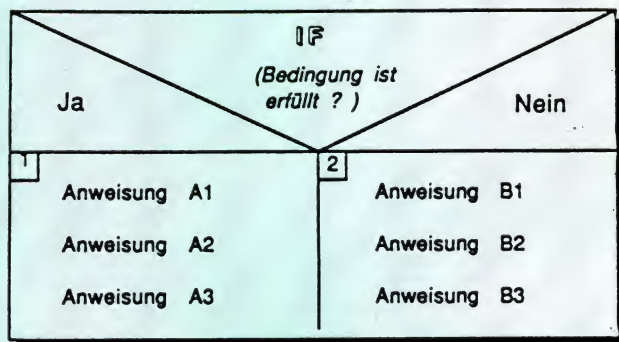 IF
(Bedingung ist
erfüllt ? )
Ja
Nein
1
2
Anweisung A1
Anweisung B1
Anweisung A2
Anweisung B2
Anweisung A3
Anweisung B3